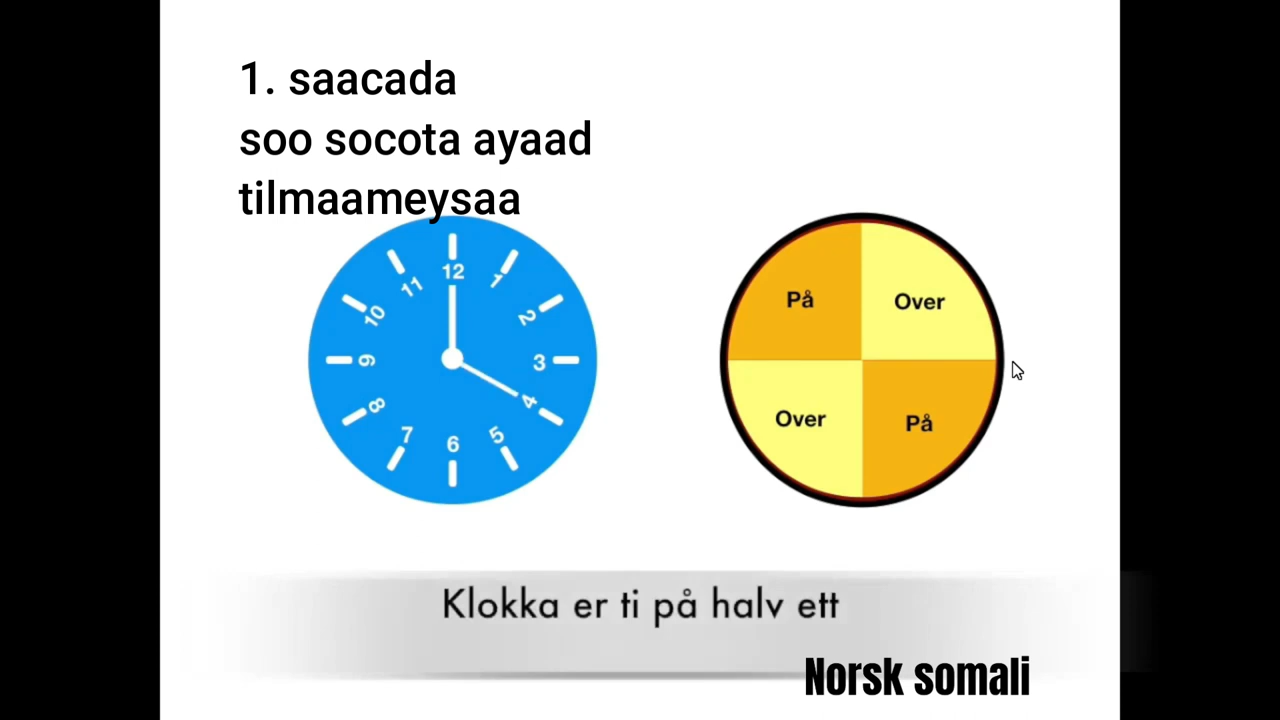 1. saacada
soo socota ayaad
tilmaameysaa
12
1
2
3
4
5
6
7
8
9
10
11
På
Over
Over
På
Klokka er ti på halv ett
Norsk somali